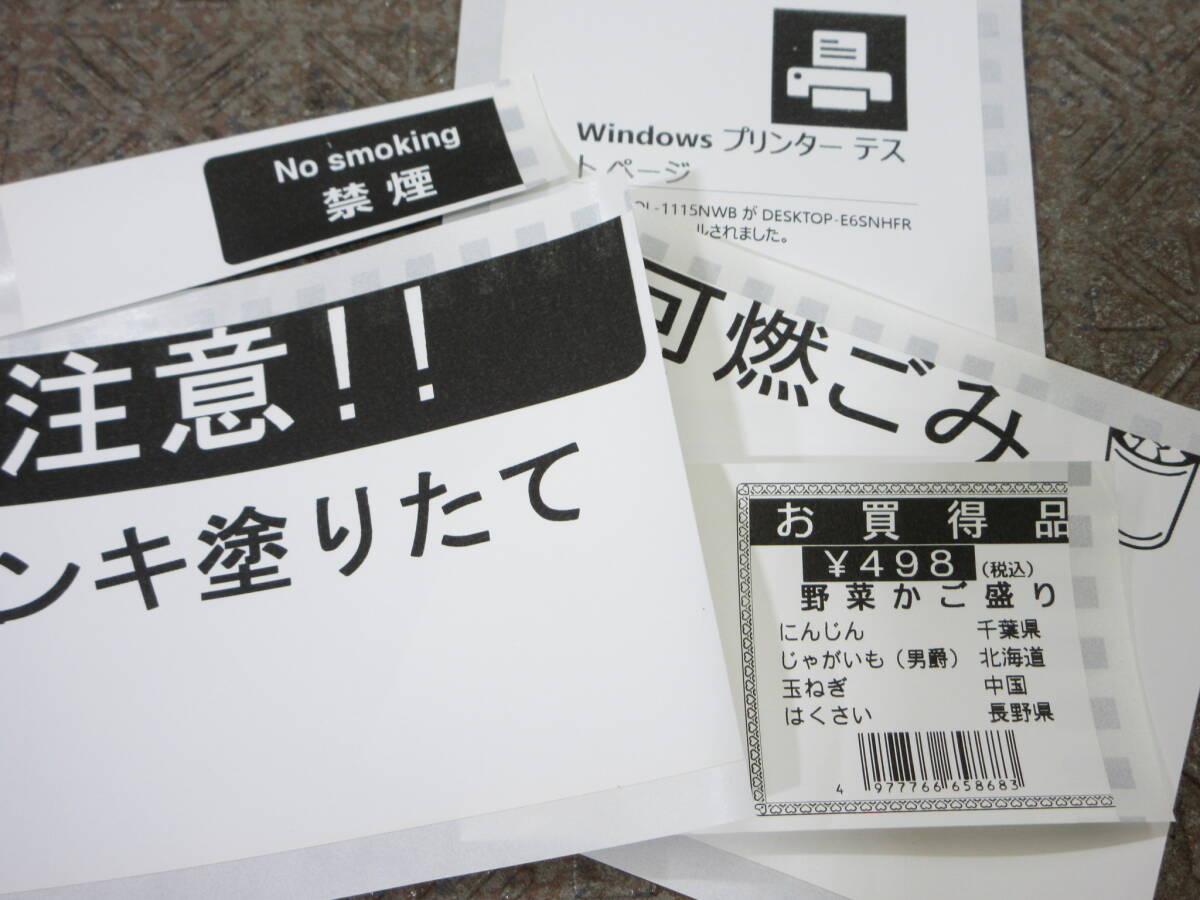 Windows プリンター テス
ト ページ
QL-1115NWB が DESKTOP-E6SNHFR
ルされました。
No smoking
禁煙
注意!!
ンキ塗りたて
可燃ごみ
お買得品
￥498(税込)
野菜かご盛り
にんじん 千葉県
じゃがいも（男爵） 北海道
玉ねぎ 中国
はくさい 長野県
4 977766 658683